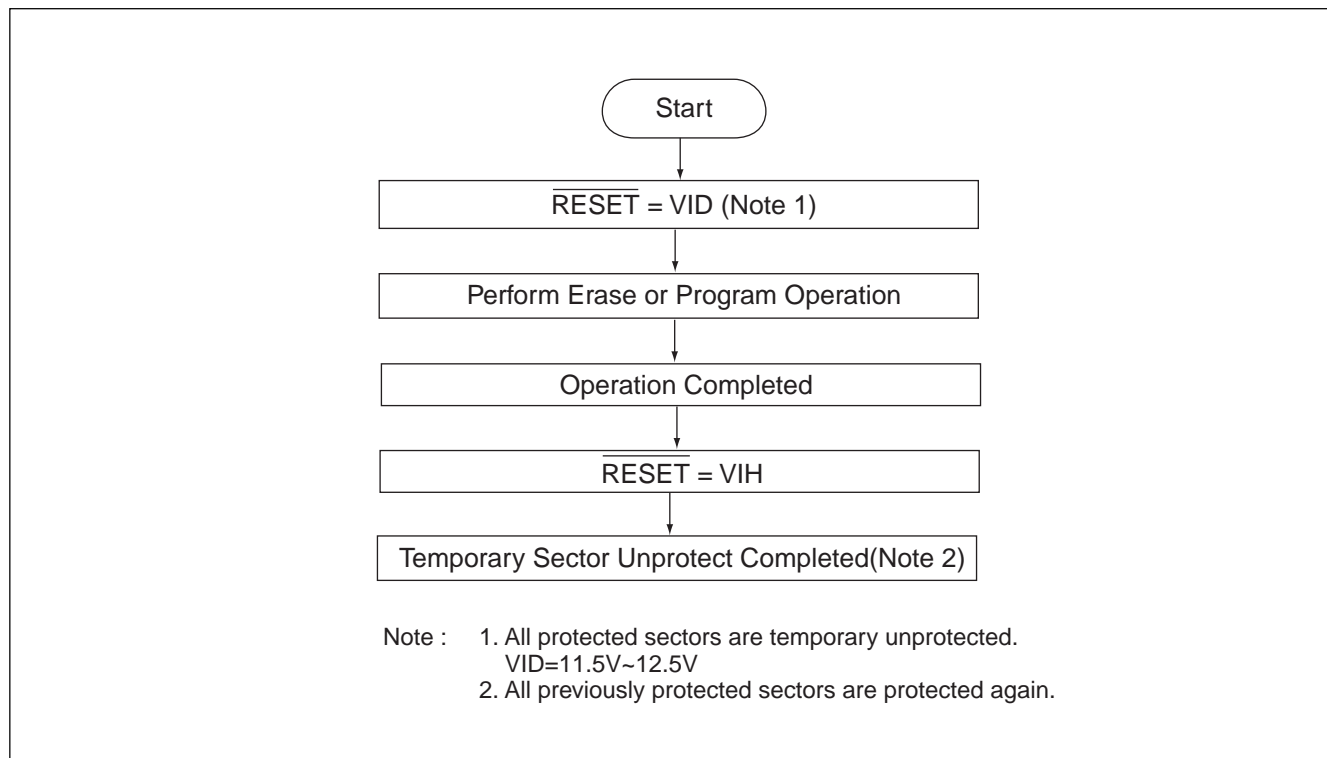 Start
RESET = VID (Note 1)
Perform Erase or Program Operation
Operation Completed
RESET = VIH
Temporary Sector Unprotect Completed(Note 2)
Note : 1. All protected sectors are temporary unprotected.
VID=11.5V~12.5V
2. All previously protected sectors are protected again.